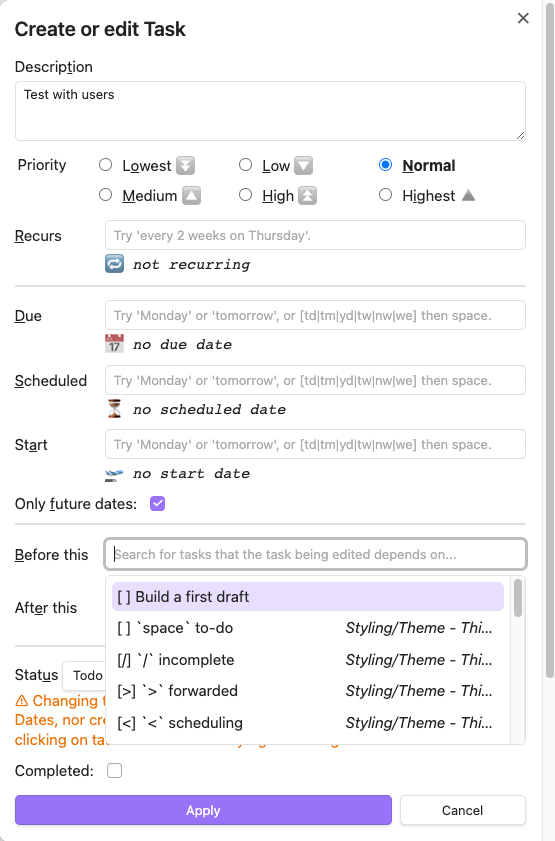 Create or edit Task
Description
Test with users
Priority
Lowest
Low
Normal
Medium
High
Highest
Recurs
Try 'every 2 weeks on Thursday'.
not recurring
Due
Try 'Monday' or 'tomorrow', or [td|tm|yd|tw|nw|we] then space.
17 no due date
Scheduled
Try 'Monday' or 'tomorrow', or [td|tm|yd|tw|nw|we] then space.
no scheduled date
Start
Try 'Monday' or 'tomorrow', or [td|tm|yd|tw|nw|we] then space.
no start date
Only future dates:
Before this
Search for tasks that the task being edited depends on...
[ ] Build a first draft
After this
[ ] `space` to-do Styling/Theme - Thi...
[/] `/` incomplete Styling/Theme - Thi...
Status Todo
[>] `>` forwarded Styling/Theme - Thi...
⚠ Changing
Dates, nor
[<] `<` scheduling Styling/Theme - Thi...
clicking on
Completed:
Apply
Cancel